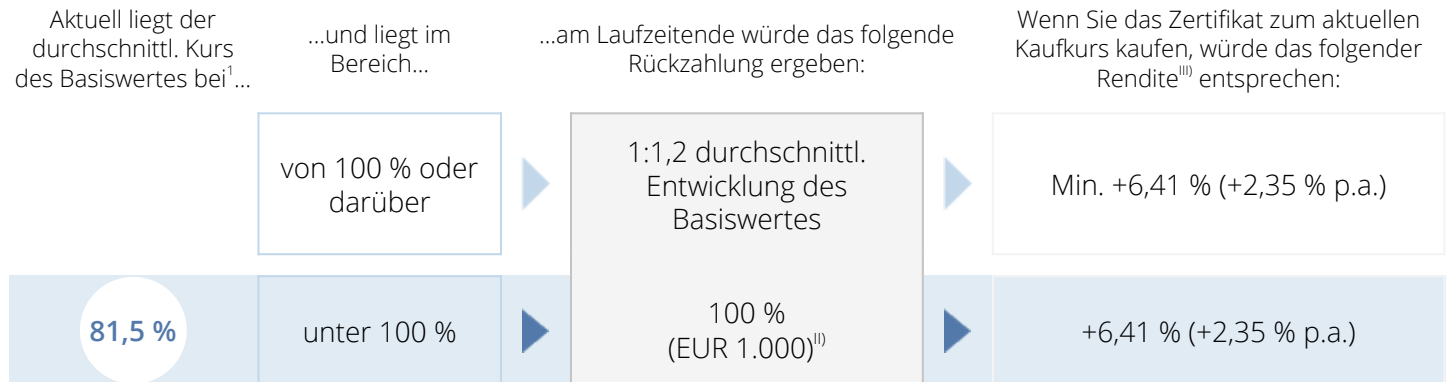 Aktuell liegt der
durchschnittl. Kurs
des Basiswertes bei¹...
...und liegt im
Bereich...
...am Laufzeitende würde das folgende
Rückzahlung ergeben:
Wenn Sie das Zertifikat zum aktuellen
Kaufkurs kaufen, würde das folgender
Rendite III) entsprechen:
von 100 % oder
darüber
1:1,2 durchschnittl.
Entwicklung des
Basiswertes
Min. +6,41 % (+2,35 % p.a.)
81,5 %
unter 100 %
100 %
(EUR 1.000) II)
+6,41 % (+2,35 % p.a.)